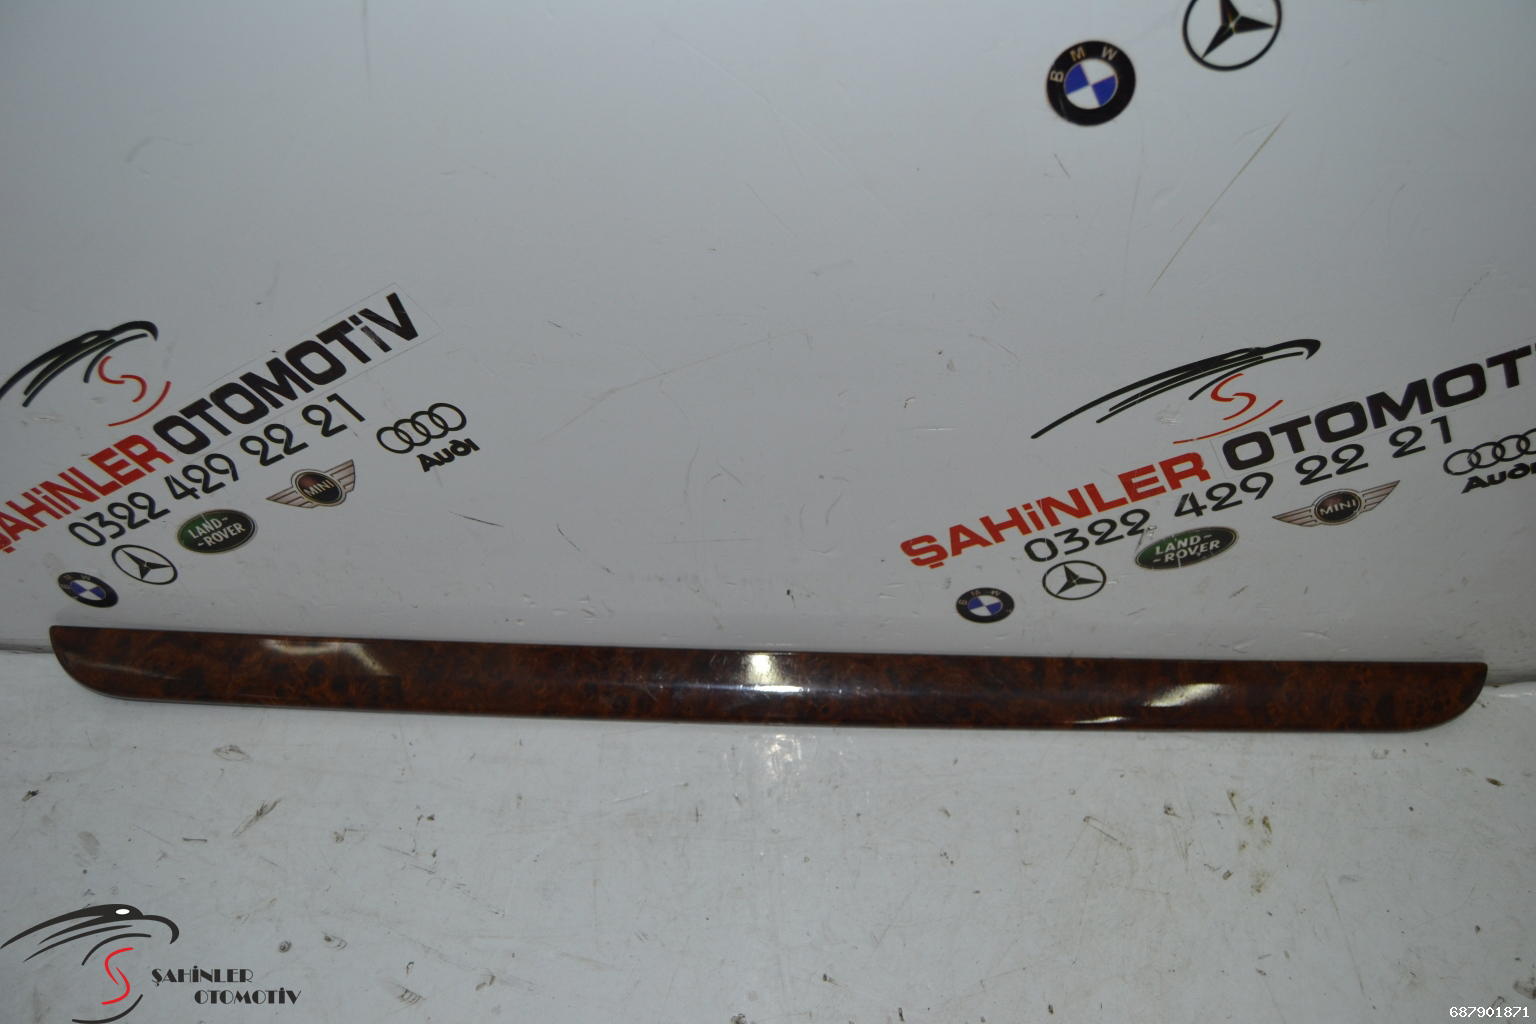 BMW
ŞAHİNLER OTOMOTİV
0322 429 22 21
BMW
LAND-
-ROVER
MINI
Audi
ŞAHİNLER OTOMOTİ
0322 429 22 21
BMW
LAND-
-ROVER
MINI
Audi
ŞAHİNLER
OTOMOTİV
687901871